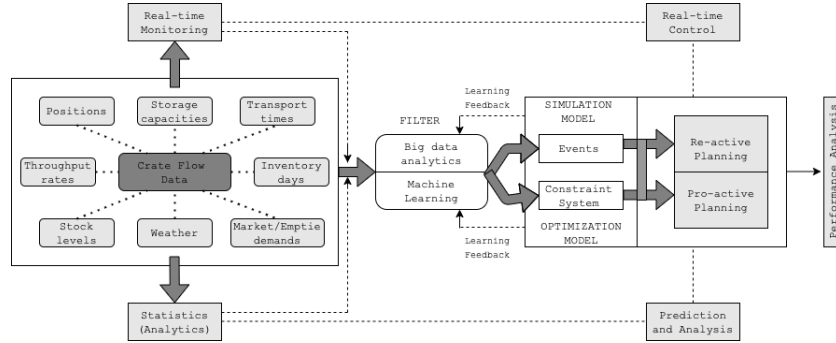 Real-time
Monitoring
Real-time
Control
Positions
Storage
capacities
Transport
times
Throughput
rates
Crate Flow
Data
Inventory
days
Stock
levels
Weather
Market/Emptie
demands
Statistics
(Analytics)
FILTER
Big data
analytics
Machine
Learning
Learning
Feedback
Learning
Feedback
SIMULATION
MODEL
Events
Constraint
System
OPTIMIZATION
MODEL
Re-active
Planning
Pro-active
Planning
Prediction
and Analysis
Performance Analysis